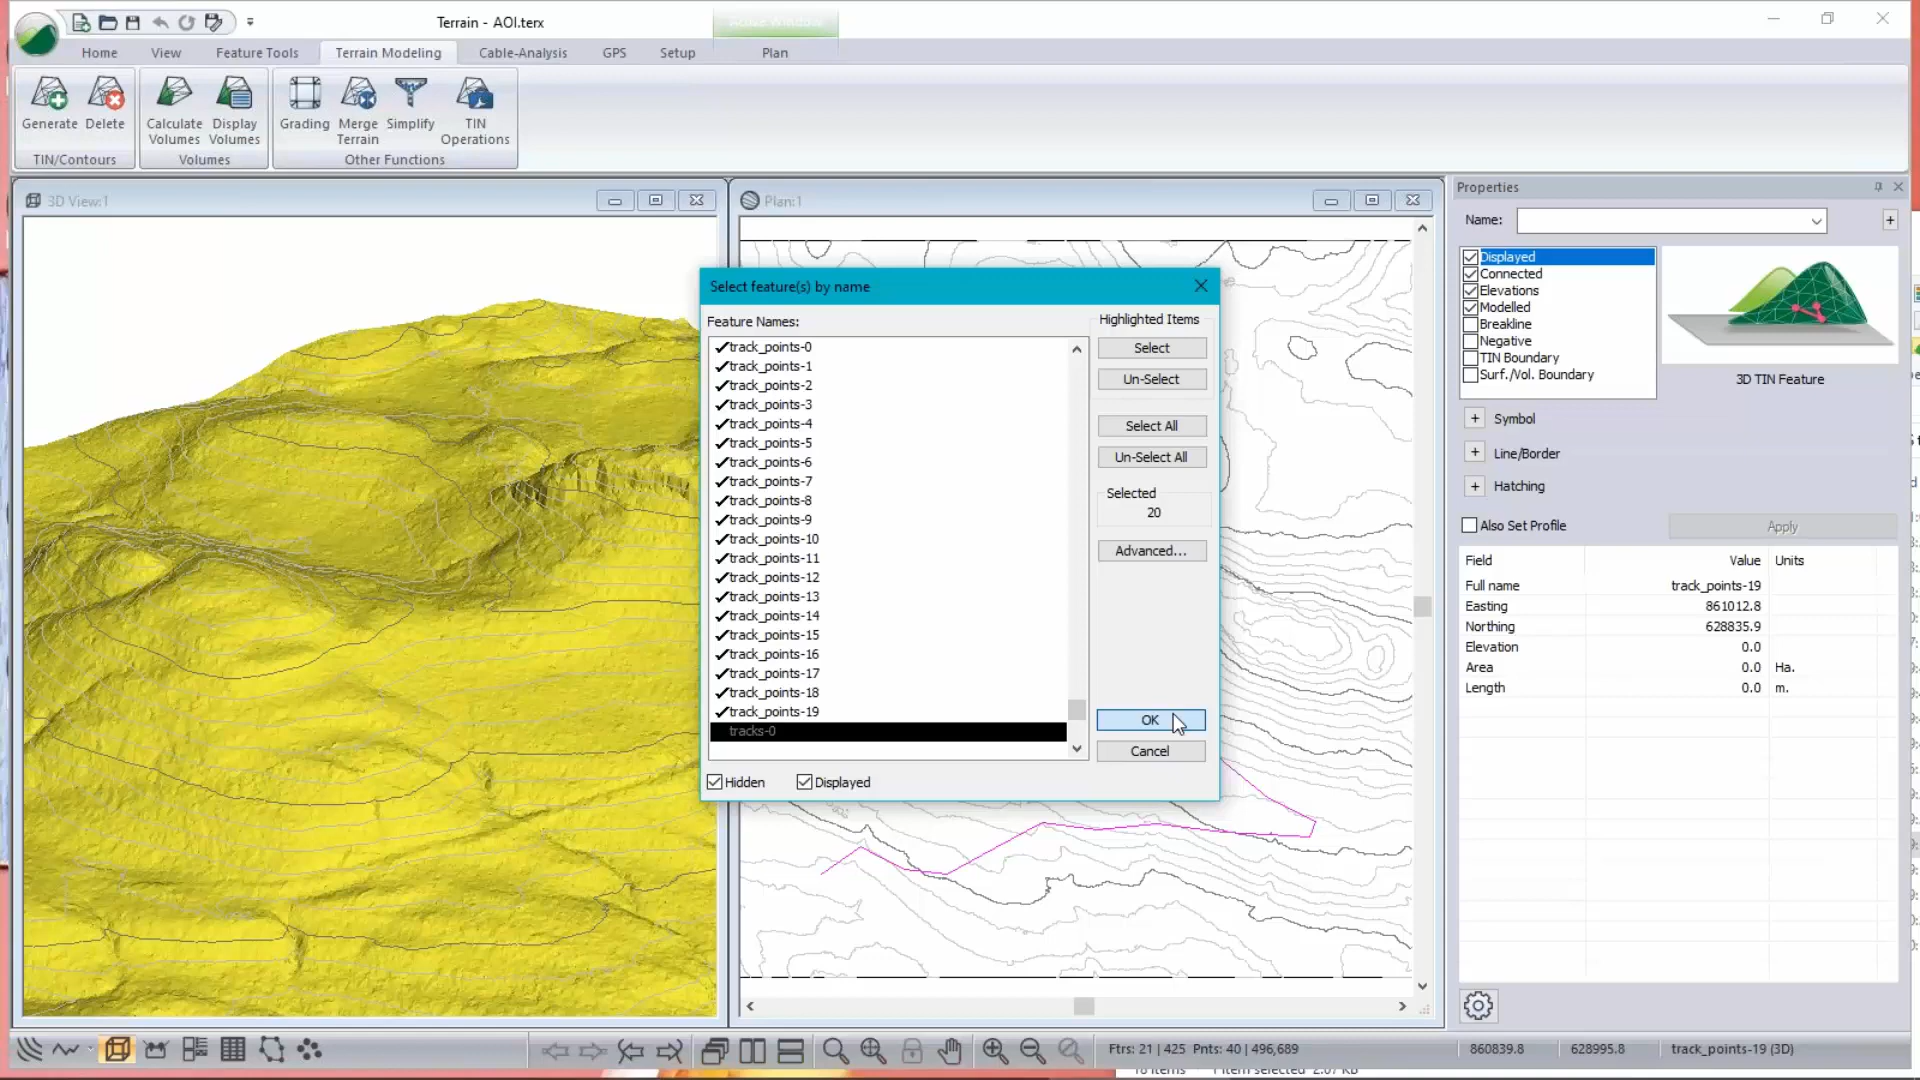 Terrain - AOI.terx
Home View Feature Tools Terrain Modeling Cable-Analysis GPS Setup Plan
Generate Delete Calculate Volumes Display Volumes Grading Merge Terrain Simplify TIN Operations
TIN/Contours Volumes Other Functions
3D View:1
Plan:1
Properties
Name:
Displayed
Connected
Elevations
Modelled
Breakline
Negative
TIN Boundary
Surf./Vol. Boundary
3D TIN Feature
Symbol
Line/Border
Hatching
Also Set Profile Apply
Field Value Units
Full name track_points-19
Easting 861012.8
Northing 628835.9
Elevation 0.0
Area 0.0 Ha.
Length 0.0 m.
Select feature(s) by name
Feature Names:
track_points-0
track_points-1
track_points-2
track_points-3
track_points-4
track_points-5
track_points-6
track_points-7
track_points-8
track_points-9
track_points-10
track_points-11
track_points-12
track_points-13
track_points-14
track_points-15
track_points-16
track_points-17
track_points-18
track_points-19
tracks-0
Hidden Displayed
Highlighted Items
Select
Un-Select
Select All
Un-Select All
Selected
20
Advanced...
OK
Cancel
Ftrs: 21 | 425 Pnts: 40 | 496,689 860839.8 628995.8 track_points-19 (3D)